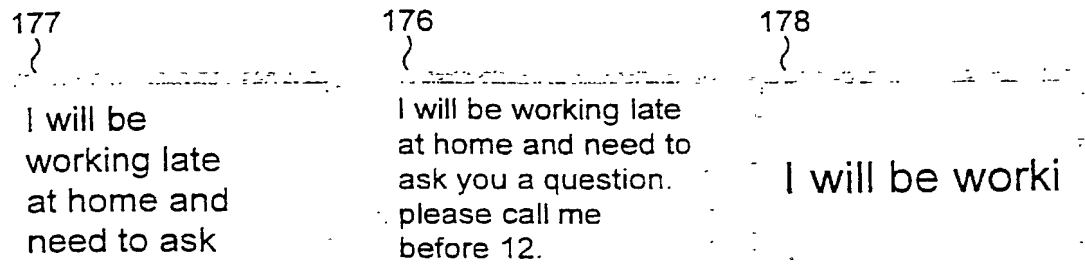 177
176
178
I will be
working late
at home and
need to ask
I will be working late
at home and need to
ask you a question.
please call me
before 12.
I will be worki